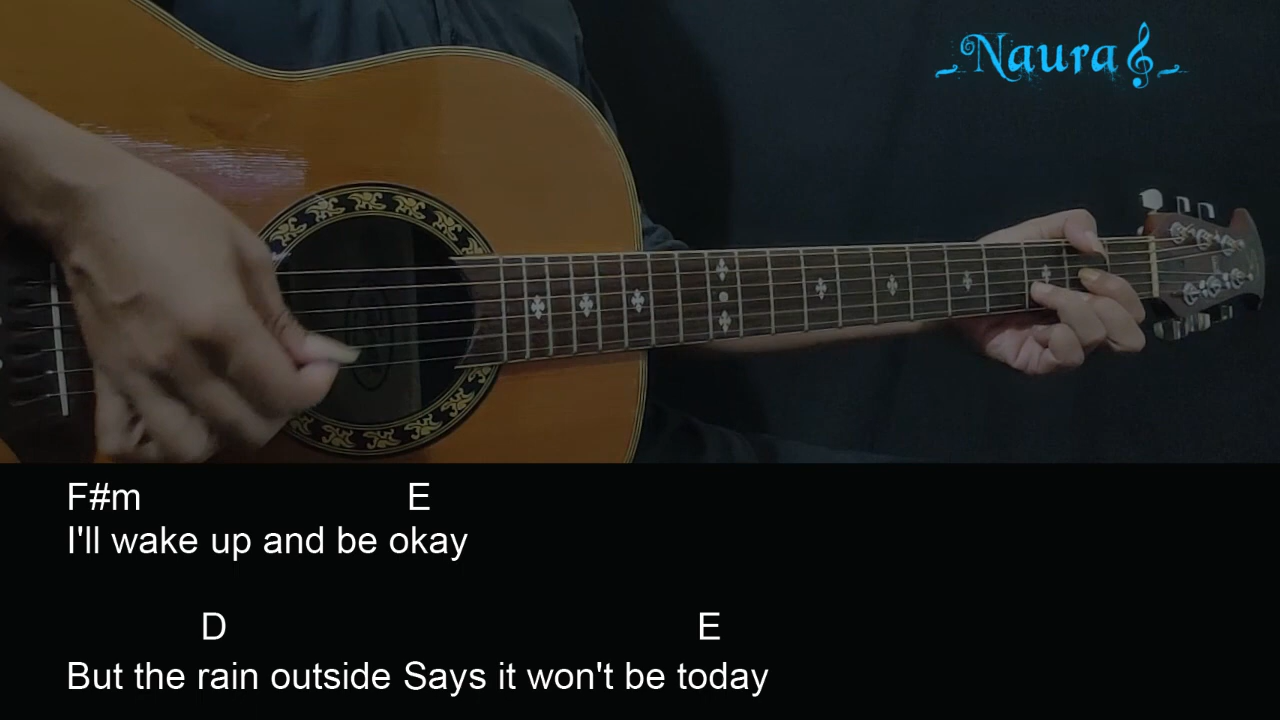 Naura
F#m E
I'll wake up and be okay
D E
But the rain outside Says it won't be today